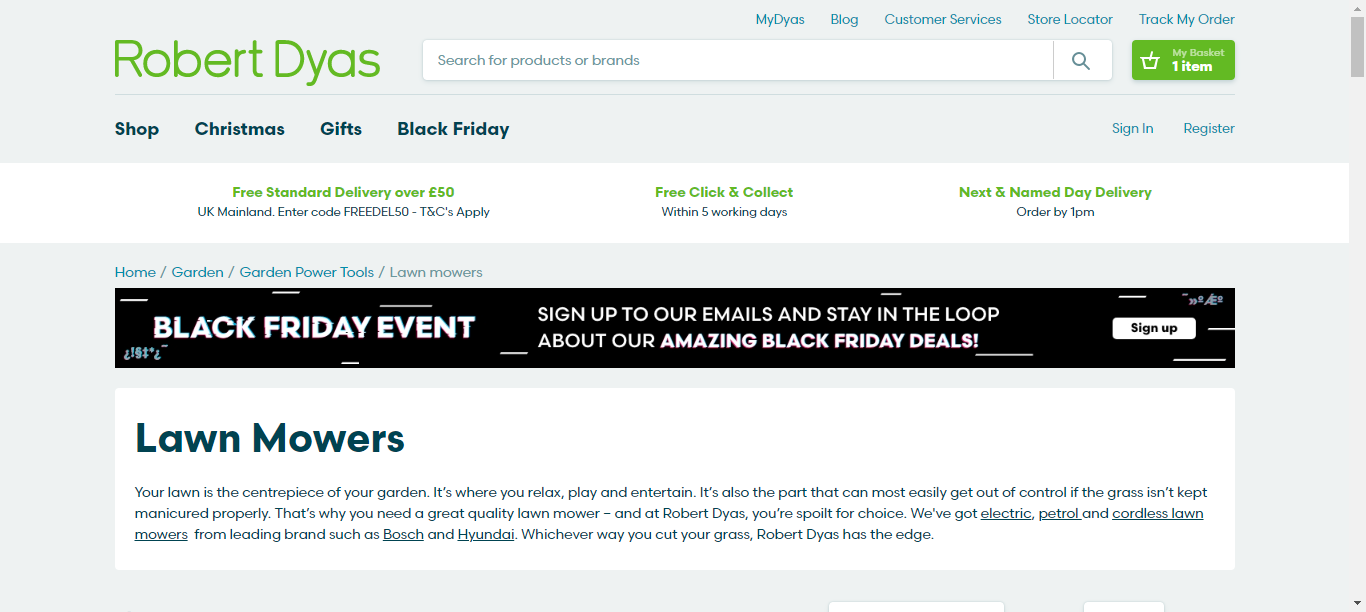 MyDyas Blog Customer Services Store Locator Track My Order
Robert Dyas
Search for products or brands
My Basket
1 item
Shop Christmas Gifts Black Friday
Sign In Register
Free Standard Delivery over £50
UK Mainland. Enter code FREEDEL50 - T&C's Apply
Free Click & Collect
Within 5 working days
Next & Named Day Delivery
Order by 1pm
Home / Garden / Garden Power Tools / Lawn mowers
BLACK FRIDAY EVENT
SIGN UP TO OUR EMAILS AND STAY IN THE LOOP
ABOUT OUR AMAZING BLACK FRIDAY DEALS!
Sign up
Lawn Mowers
Your lawn is the centrepiece of your garden. It’s where you relax, play and entertain. It’s also the part that can most easily get out of control if the grass isn’t kept
manicured properly. That’s why you need a great quality lawn mower – and at Robert Dyas, you’re spoilt for choice. We've got electric, petrol and cordless lawn
mowers from leading brand such as Bosch and Hyundai. Whichever way you cut your grass, Robert Dyas has the edge.